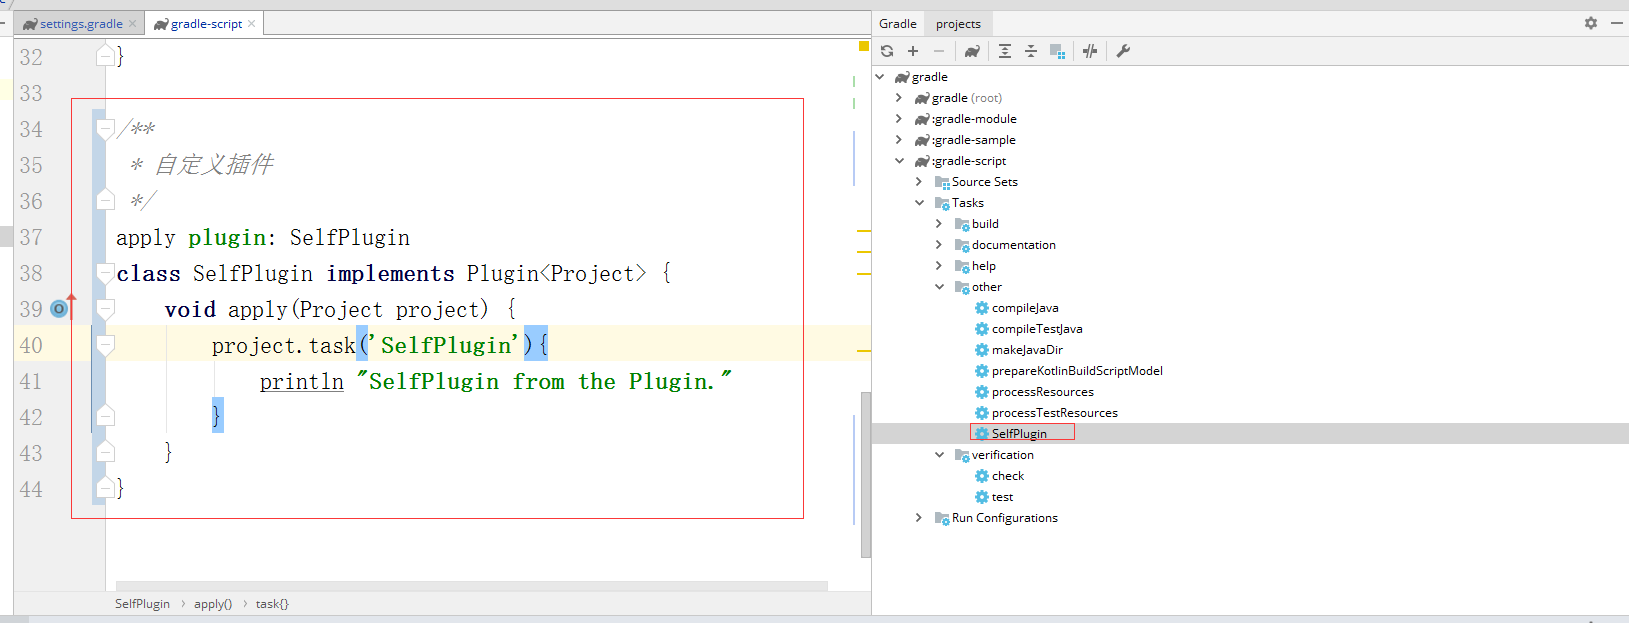 settings.gradle
gradle-script
32 }
33
34 /**
35 * 自定义插件
36 */
37 apply plugin: SelfPlugin
38 class SelfPlugin implements Plugin<Project> {
39 void apply(Project project) {
40 project.task('SelfPlugin'){
41 println "SelfPlugin from the Plugin."
42 }
43 }
44 }
SelfPlugin > apply() > task{}
Gradle projects
gradle
gradle (root)
:gradle-module
:gradle-sample
:gradle-script
Source Sets
Tasks
build
documentation
help
other
compileJava
compileTestJava
makeJavaDir
prepareKotlinBuildScriptModel
processResources
processTestResources
SelfPlugin
verification
check
test
Run Configurations